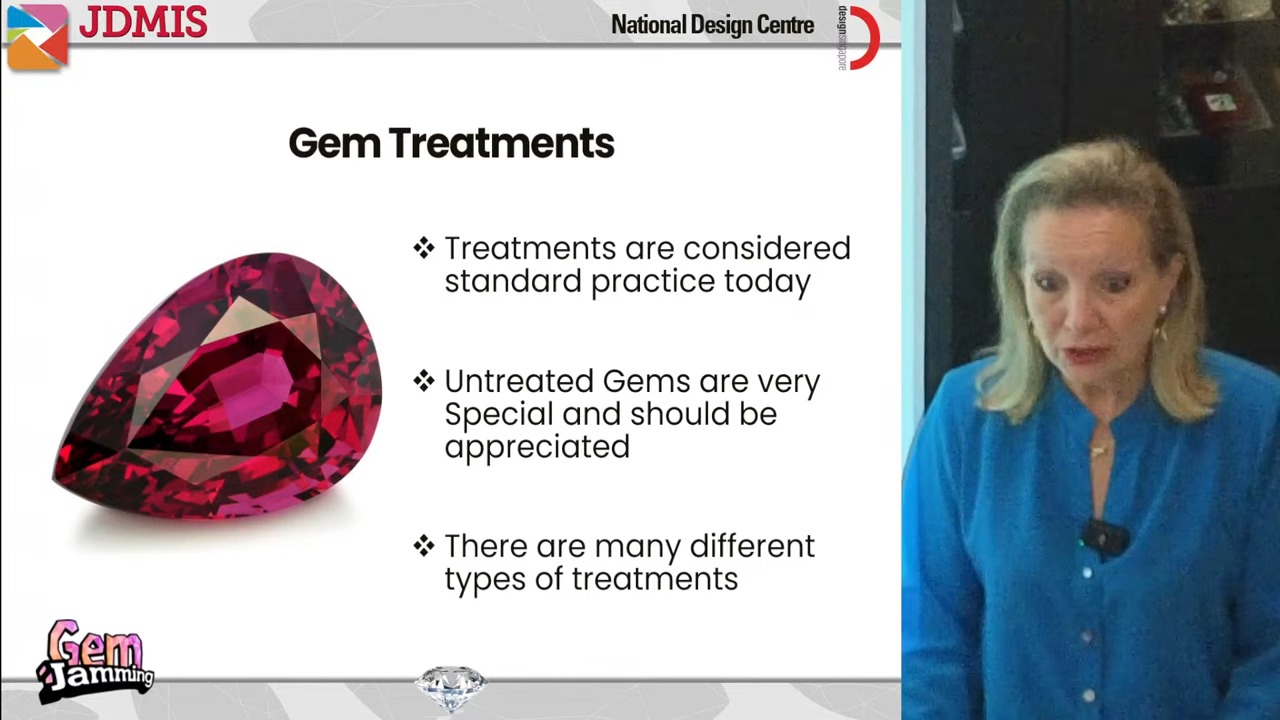 JDMIS
National Design Centre
designsingapore
Gem Treatments
❖ Treatments are considered
standard practice today
❖ Untreated Gems are very
Special and should be
appreciated
❖ There are many different
types of treatments
Gem
Jamming